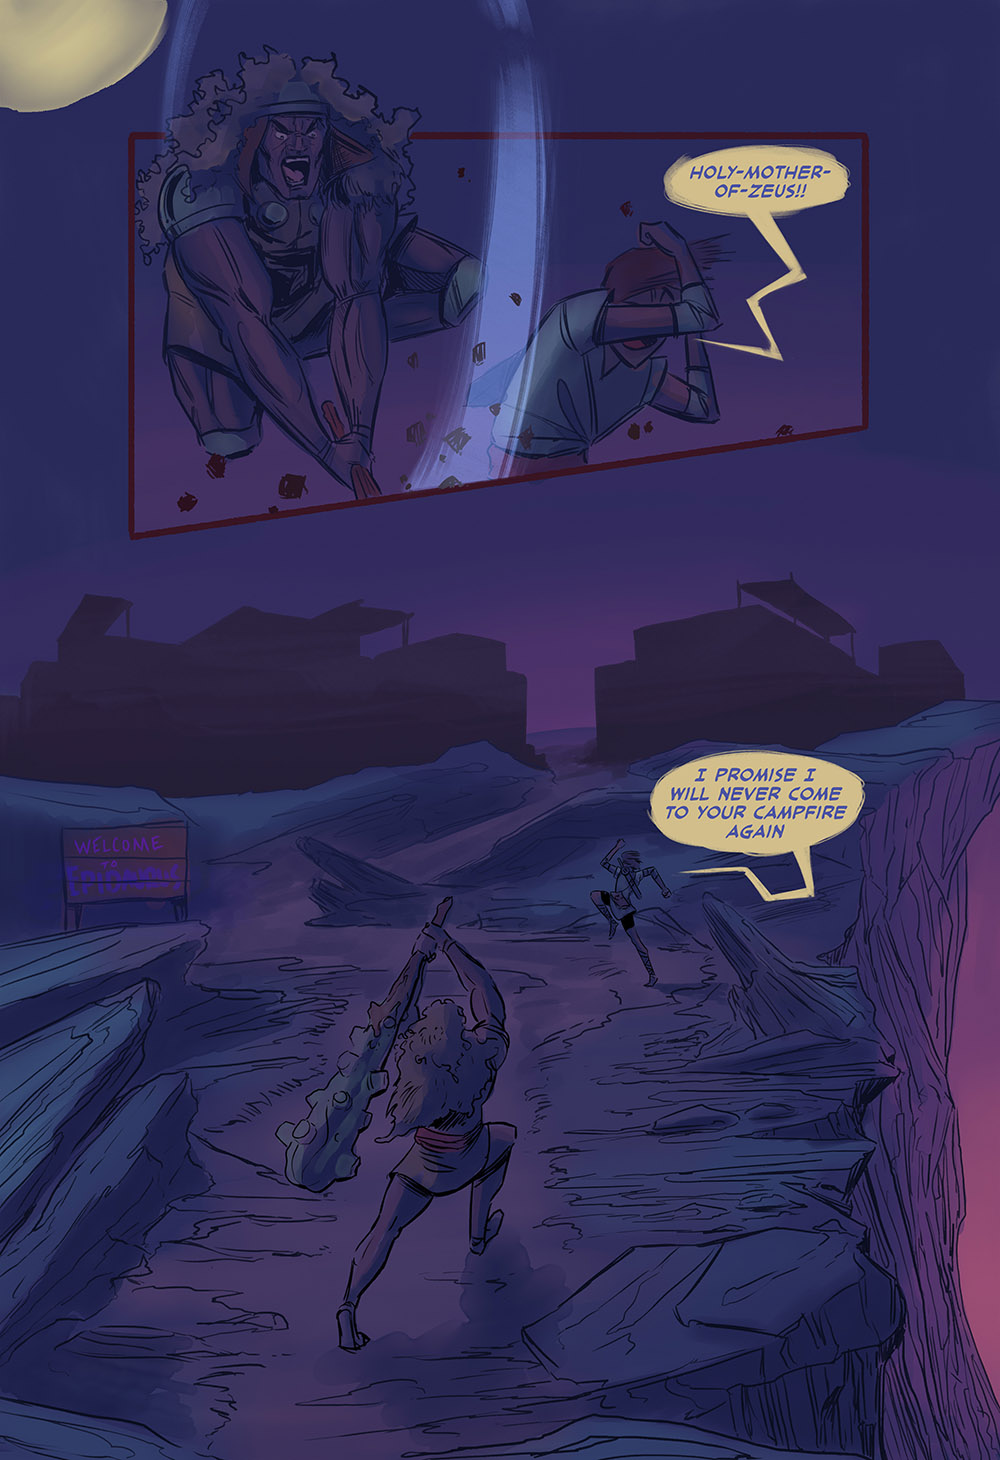 HOLY-MOTHER-
OF-ZEUS!!
I PROMISE I
WILL NEVER COME
TO YOUR CAMPFIRE
AGAIN
WELCOME
TO